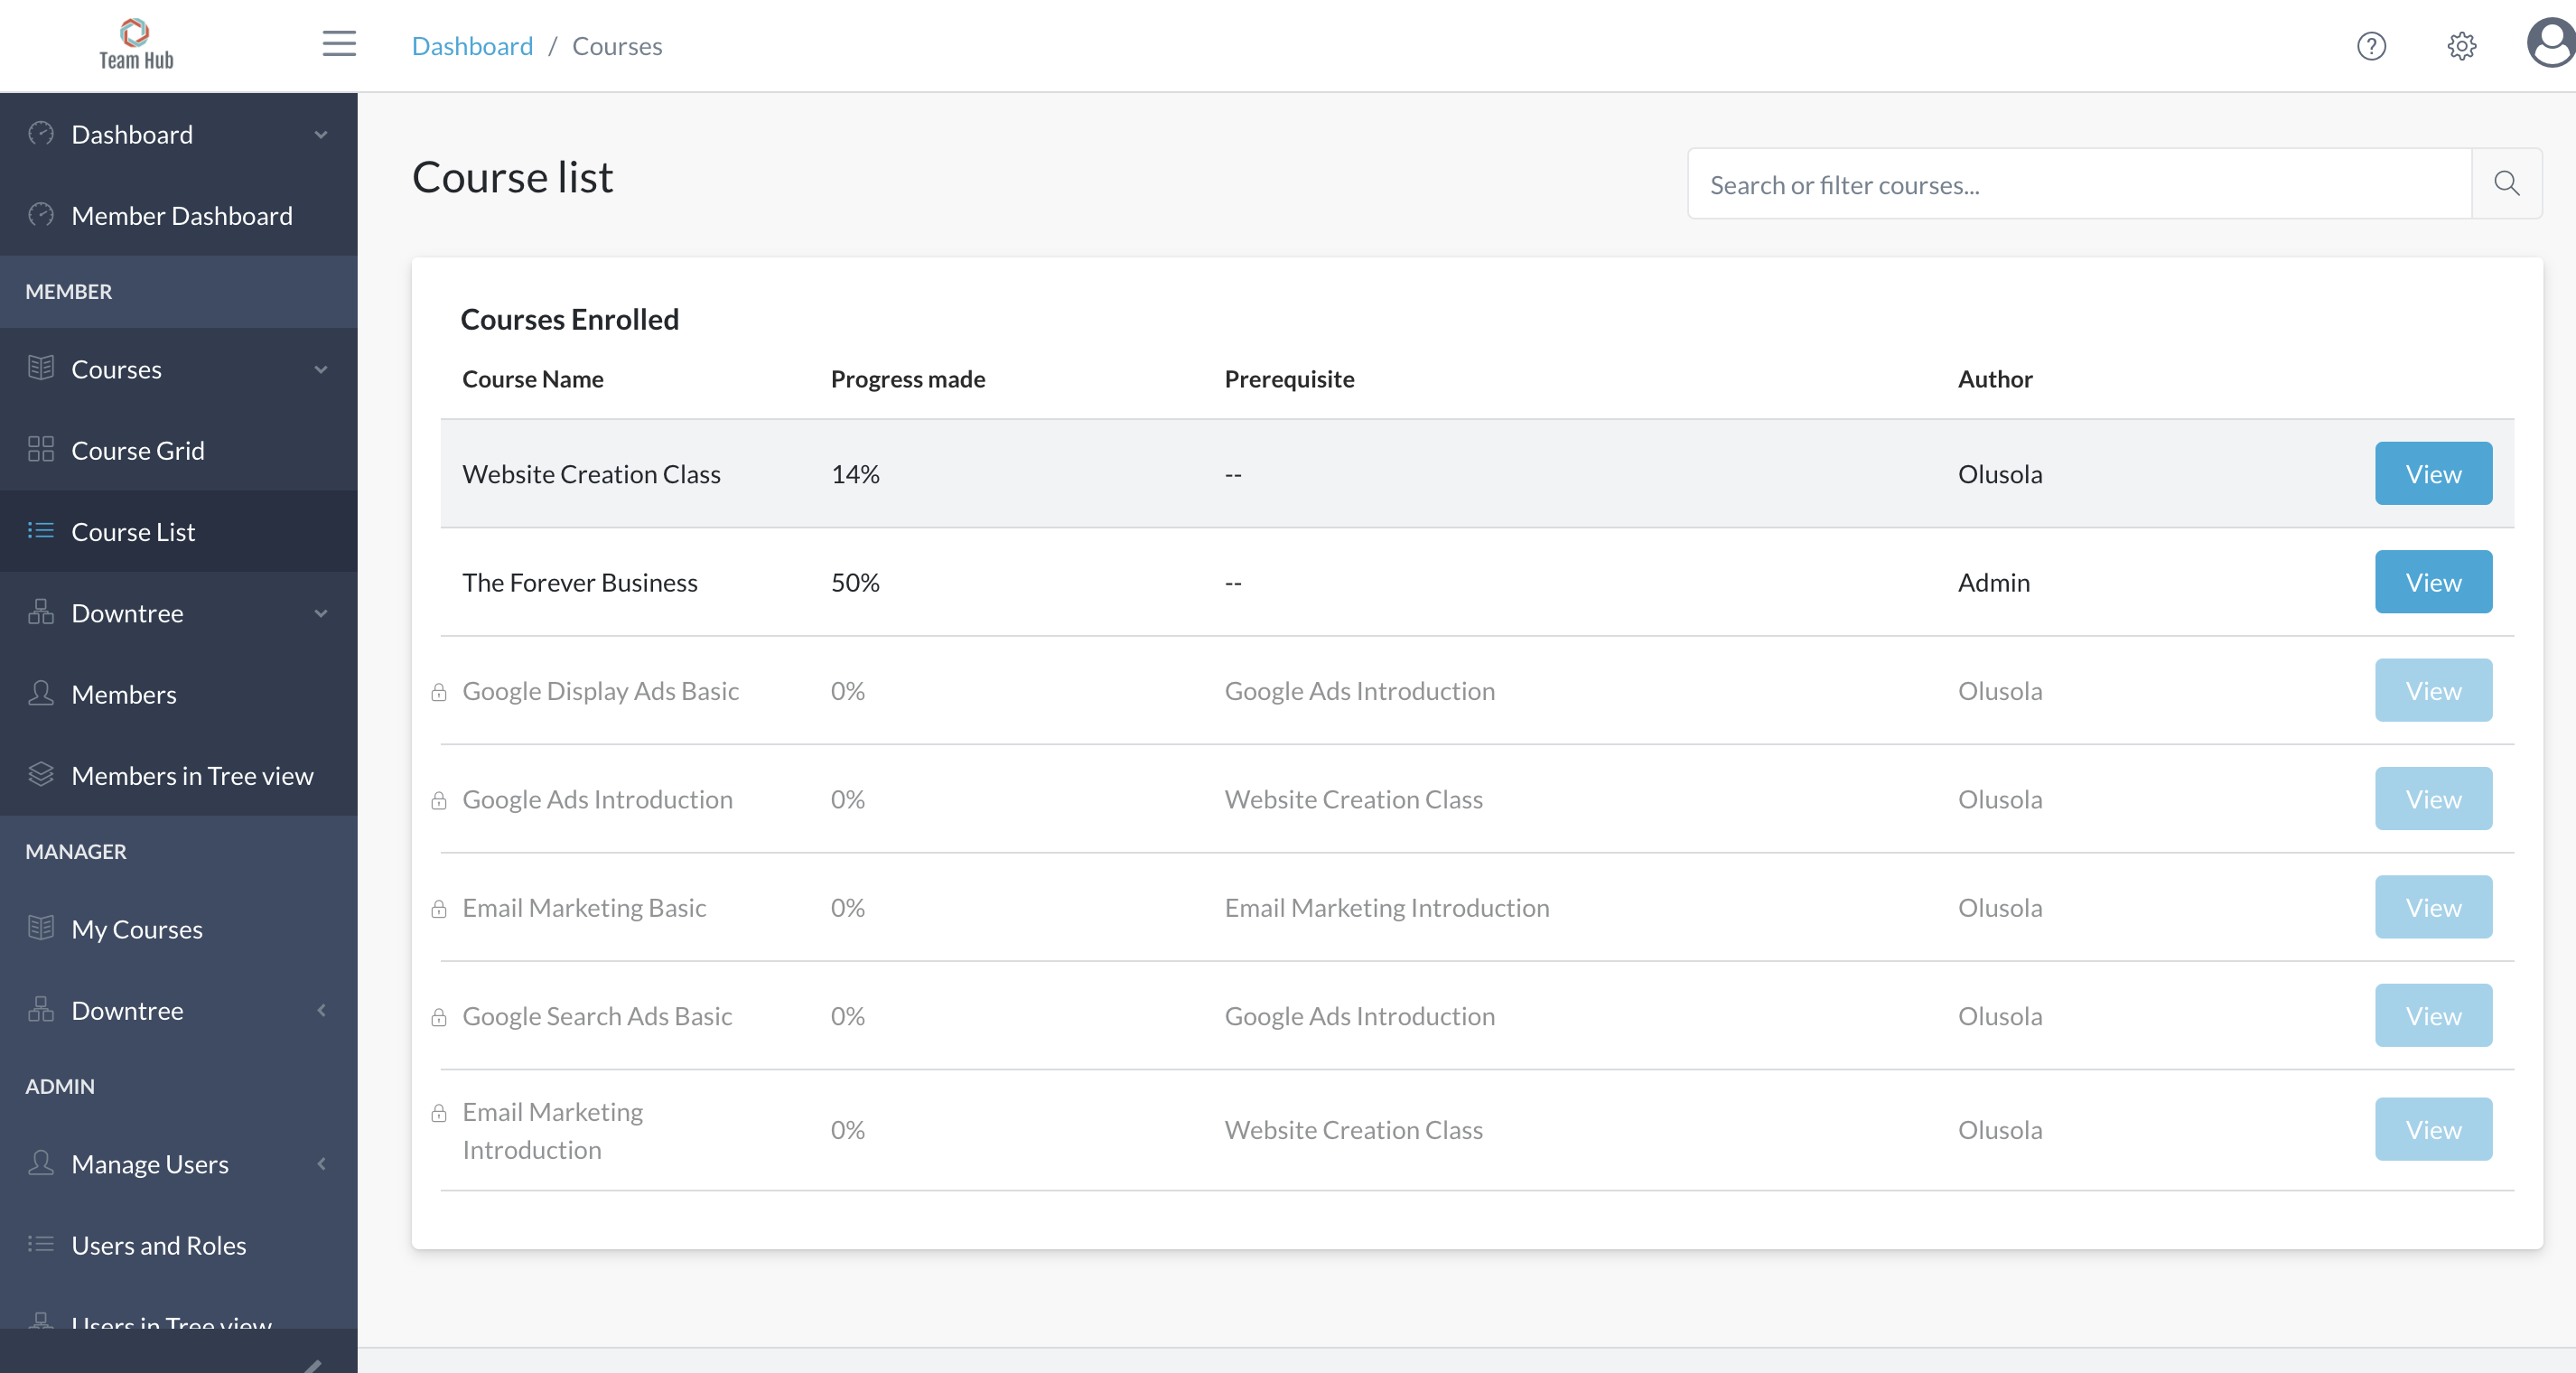 Team Hub
Dashboard / Courses
Dashboard
Member Dashboard
MEMBER
Courses
Course Grid
Course List
Downtree
Members
Members in Tree view
MANAGER
My Courses
Downtree
ADMIN
Manage Users
Users and Roles
Users in Tree view
Course list
Search or filter courses...
Courses Enrolled
Course Name Progress made Prerequisite Author
Website Creation Class 14% -- Olusola View
The Forever Business 50% -- Admin View
Google Display Ads Basic 0% Google Ads Introduction Olusola View
Google Ads Introduction 0% Website Creation Class Olusola View
Email Marketing Basic 0% Email Marketing Introduction Olusola View
Google Search Ads Basic 0% Google Ads Introduction Olusola View
Email Marketing
Introduction 0% Website Creation Class Olusola View